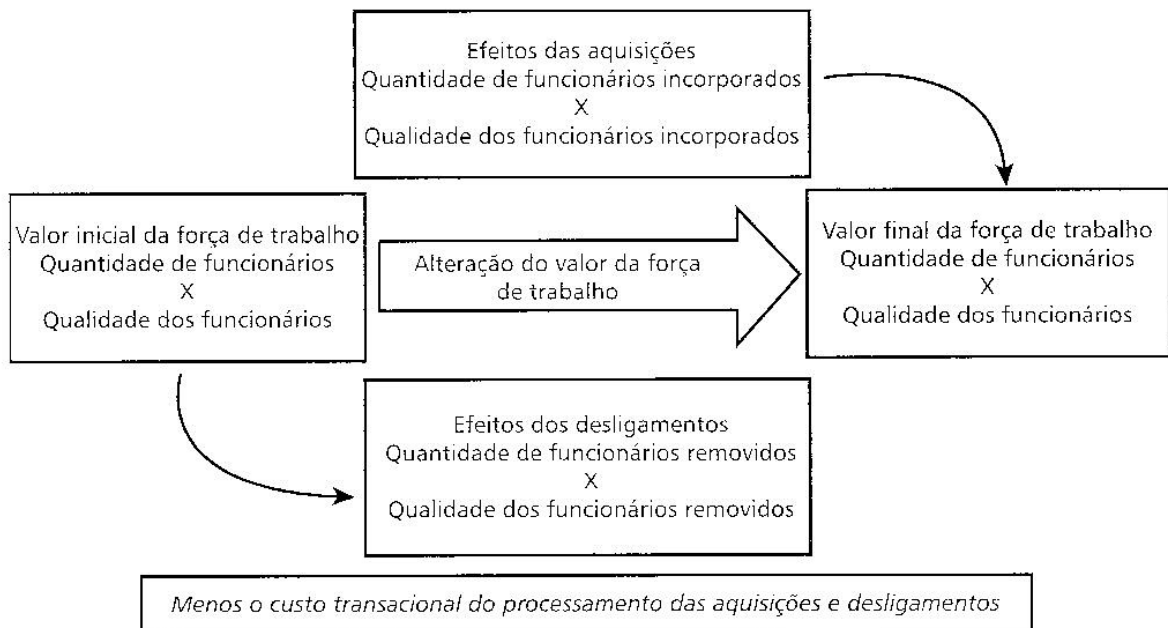 Efeitos das aquisições
Quantidade de funcionários incorporados
X
Qualidade dos funcionários incorporados
Valor inicial da força de trabalho
Quantidade de funcionários
X
Qualidade dos funcionários
Alteração do valor da força
de trabalho
Valor final da força de trabalho
Quantidade de funcionários
X
Qualidade dos funcionários
Efeitos dos desligamentos
Quantidade de funcionários removidos
X
Qualidade dos funcionários removidos
Menos o custo transacional do processamento das aquisições e desligamentos